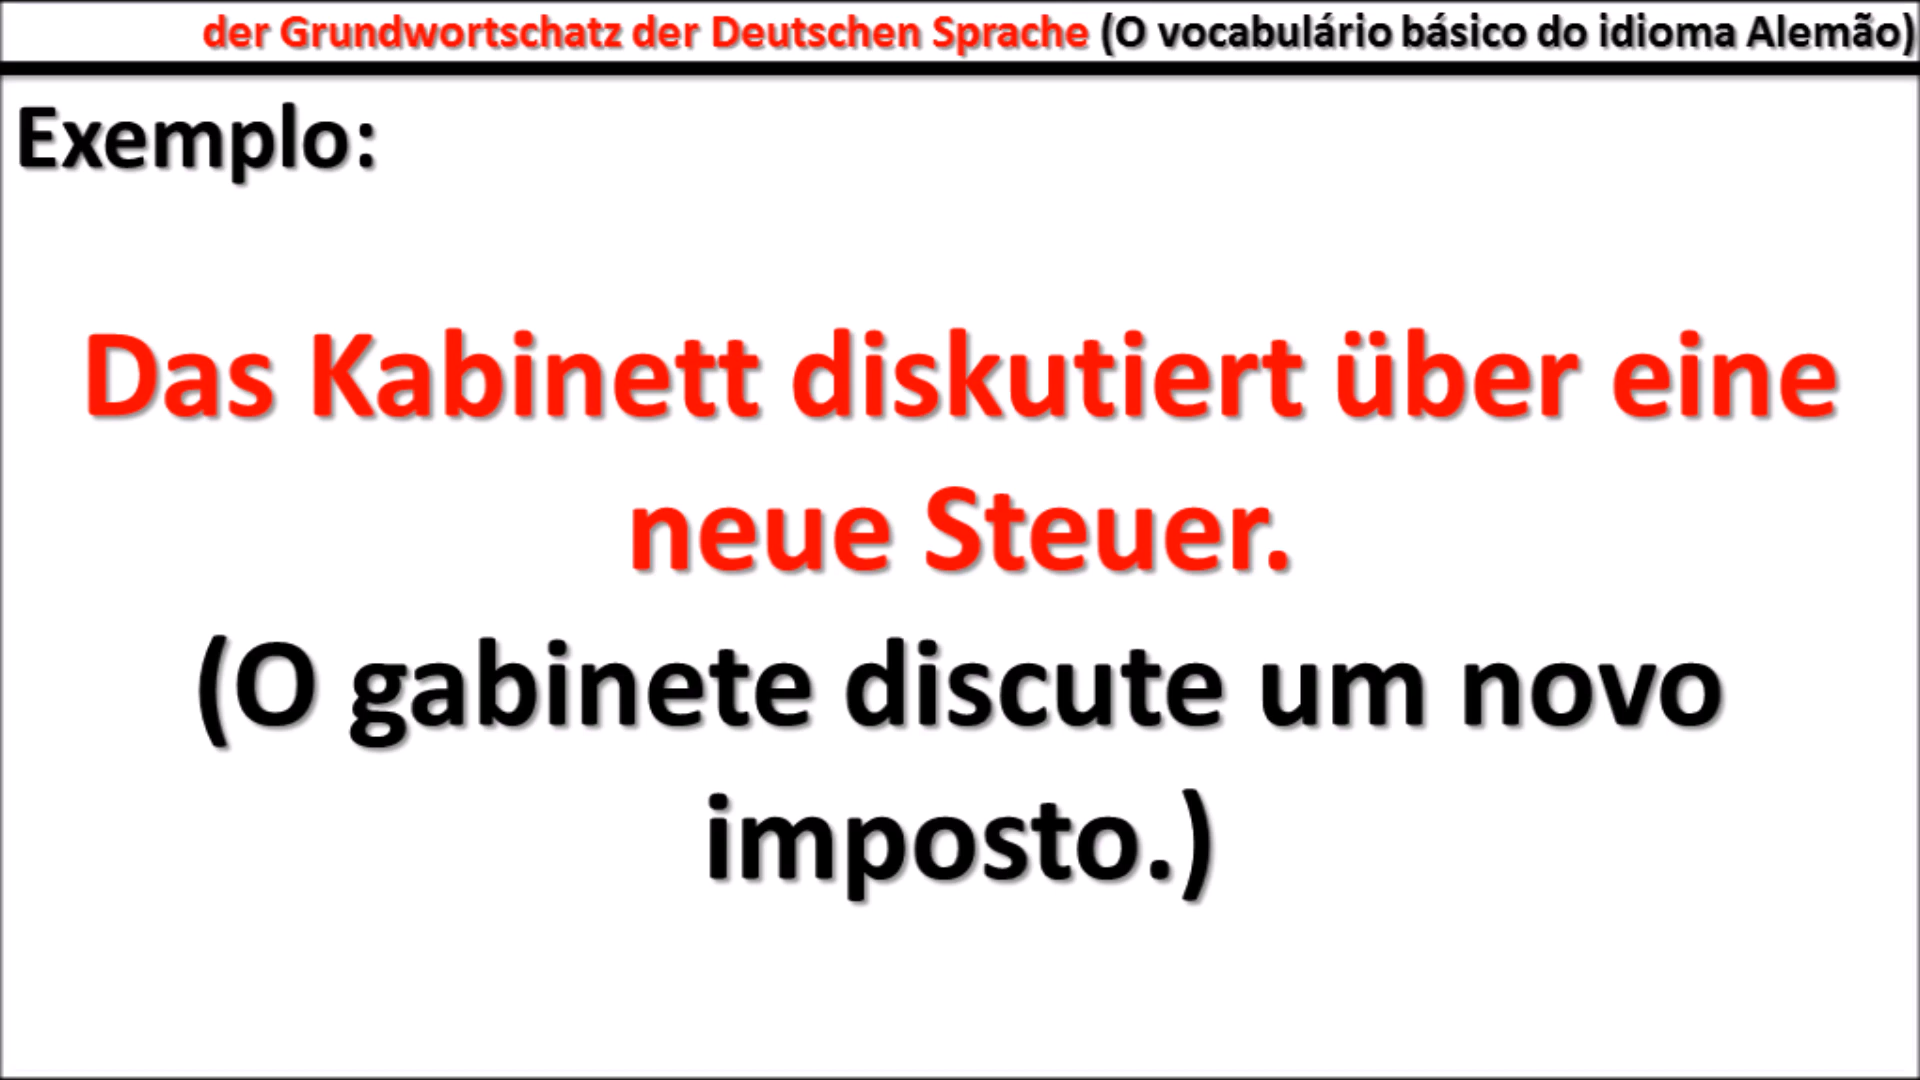 der Grundwortschatz der Deutschen Sprache (O vocabulário básico do idioma Alemão)
Exemplo:
Das Kabinett diskutiert über eine
neue Steuer.
(O gabinete discute um novo
imposto.)